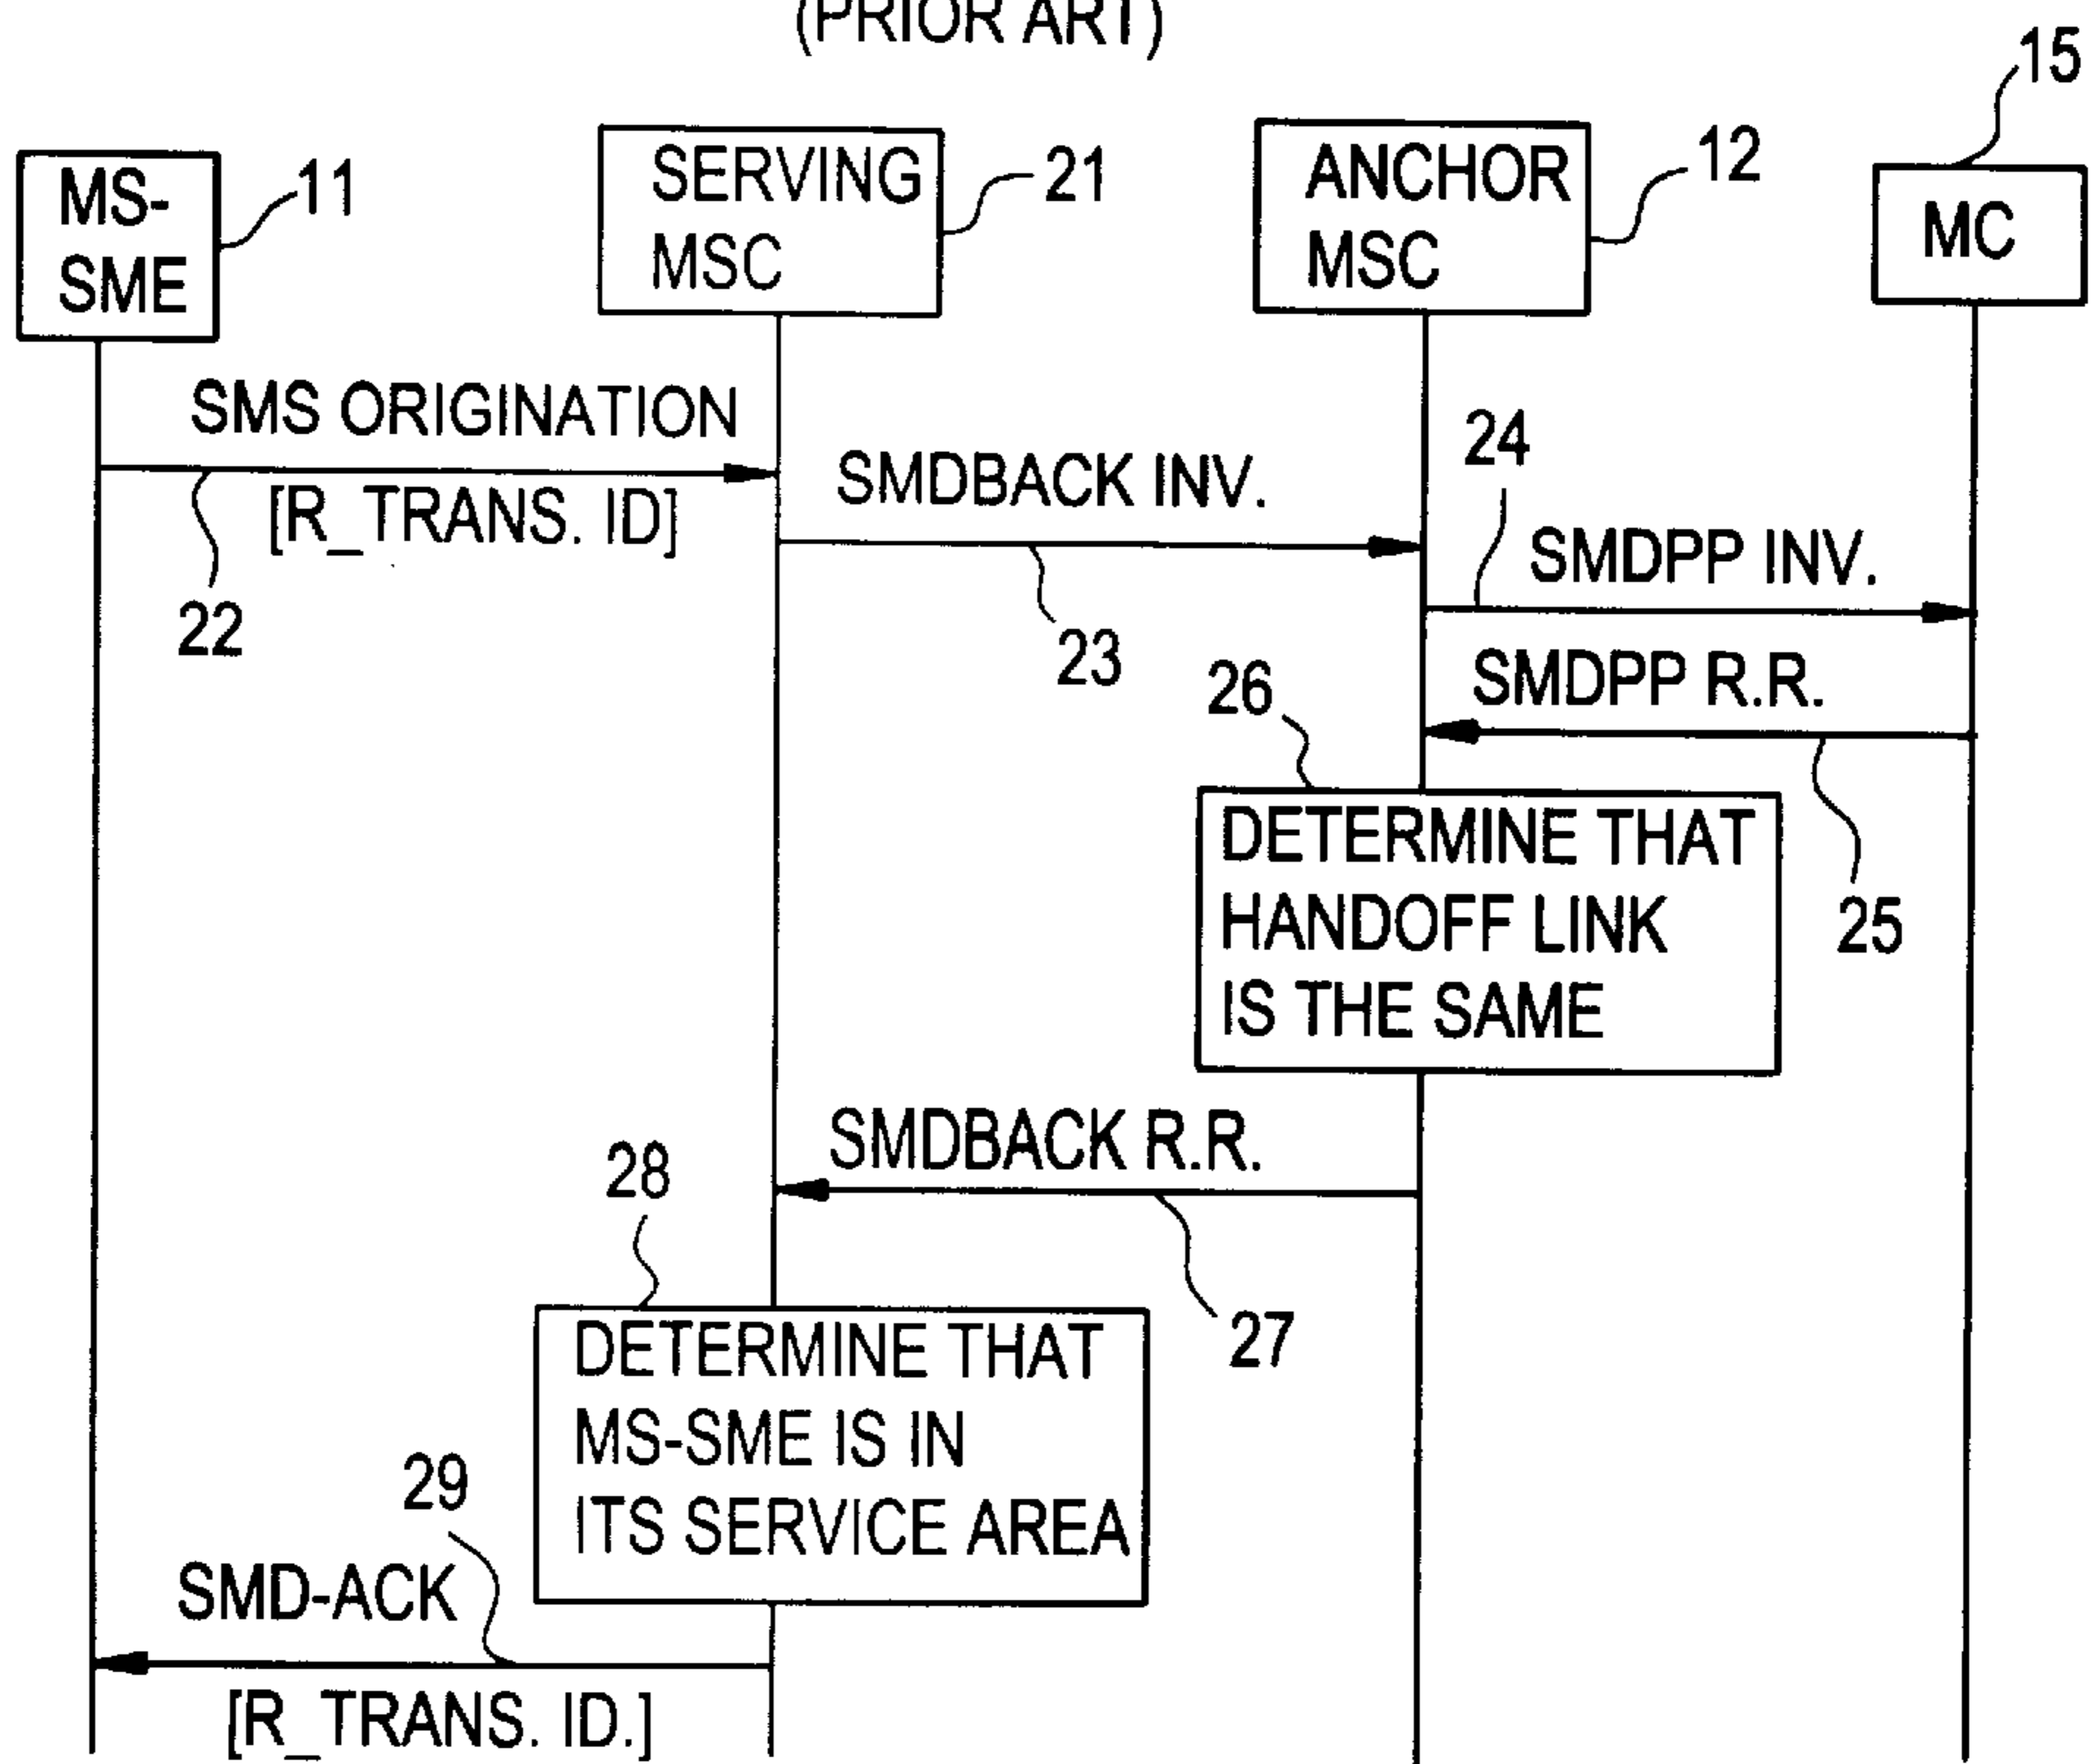 (PRIOR ART)
15
MS-
SME
11
SERVING
MSC
21
ANCHOR
MSC
12
MC
SMS ORIGINATION
[R_TRANS. ID]
22
SMDBACK INV.
23
24
SMDPP INV.
SMDPP R.R.
25
26
DETERMINE THAT
HANDOFF LINK
IS THE SAME
SMDBACK R.R.
27
28
DETERMINE THAT
MS-SME IS IN
ITS SERVICE AREA
29
SMD-ACK
[R_TRANS. ID.]